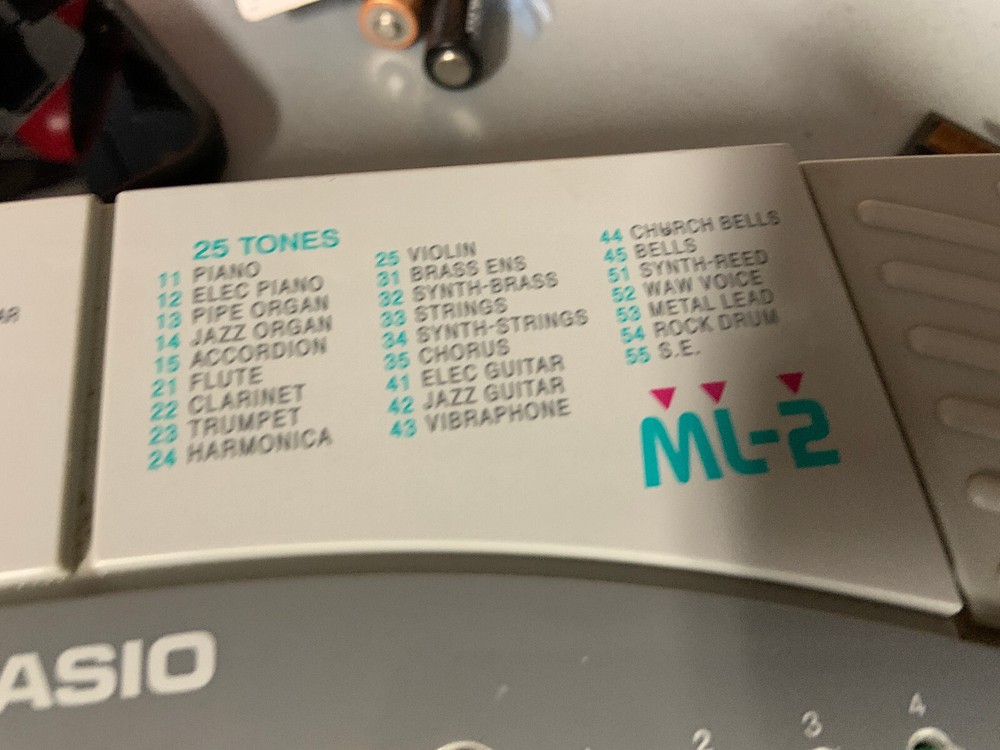 25 TONES
11 PIANO
12 ELEC PIANO
13 PIPE ORGAN
14 JAZZ ORGAN
15 ACCORDION
21 FLUTE
22 CLARINET
23 TRUMPET
24 HARMONICA
25 VIOLIN
31 BRASS ENS
32 SYNTH-BRASS
33 STRINGS
34 SYNTH-STRINGS
35 CHORUS
41 ELEC GUITAR
42 JAZZ GUITAR
43 VIBRAPHONE
44 CHURCH BELLS
45 BELLS
51 SYNTH-REED
52 WAW VOICE
53 METAL LEAD
54 ROCK DRUM
55 S.E.
ML-2
ASIO
2 3 4